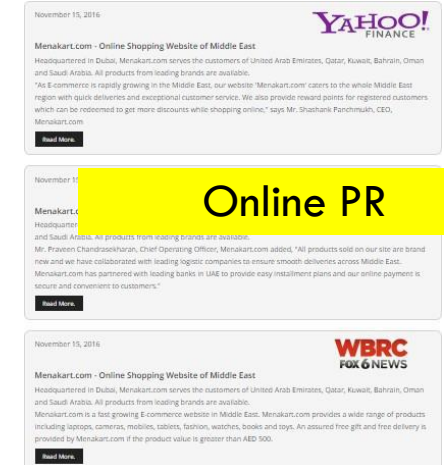 November 15, 2016
YAHOO!
FINANCE
Menakart.com - Online Shopping Website of Middle East
Headquartered in Dubai, Menakart.com serves the customers of United Arab Emirates, Qatar, Kuwait, Bahrain, Oman
and Saudi Arabia. All products from leading brands are available.
"As E-commerce is rapidly growing in the Middle East, our website 'Menakart.com' caters to the whole Middle East
region with quick deliveries and exceptional customer service. We also provide reward points for registered customers
which can be redeemed to get more discounts while shopping online," says Mr. Shashank Panchmukh, CEO,
Menakart.com
Read More.
November
Online PR
Headquarter
and Saudi Arabia. All products from leading brands are available.
Mr. Praveen Chandrasekharan, Chief Operating Officer, Menakart.com added, "All products sold on our site are brand
new and we have collaborated with leading logistic companies to ensure smooth deliveries across Middle East.
Menakart.com has partnered with leading banks in UAE to provide easy installment plans and our online payment is
secure and convenient to customers."
Read More.
November 15, 2016
WBRC
FOX 6 NEWS
Menakart.com - Online Shopping Website of Middle East
Headquartered in Dubai, Menakart.com serves the customers of United Arab Emirates, Qatar, Kuwait, Bahrain, Oman
and Saudi Arabia. All products from leading brands are available.
Menakart.com is a fast growing E-commerce website in Middle East. Menakart.com provides a wide range of products
including laptops, cameras, mobiles, tablets, fashion, watches, books and toys. An assured free gift and free delivery is
provided by Menakart.com if the product value is greater than AED 500.
Read More.